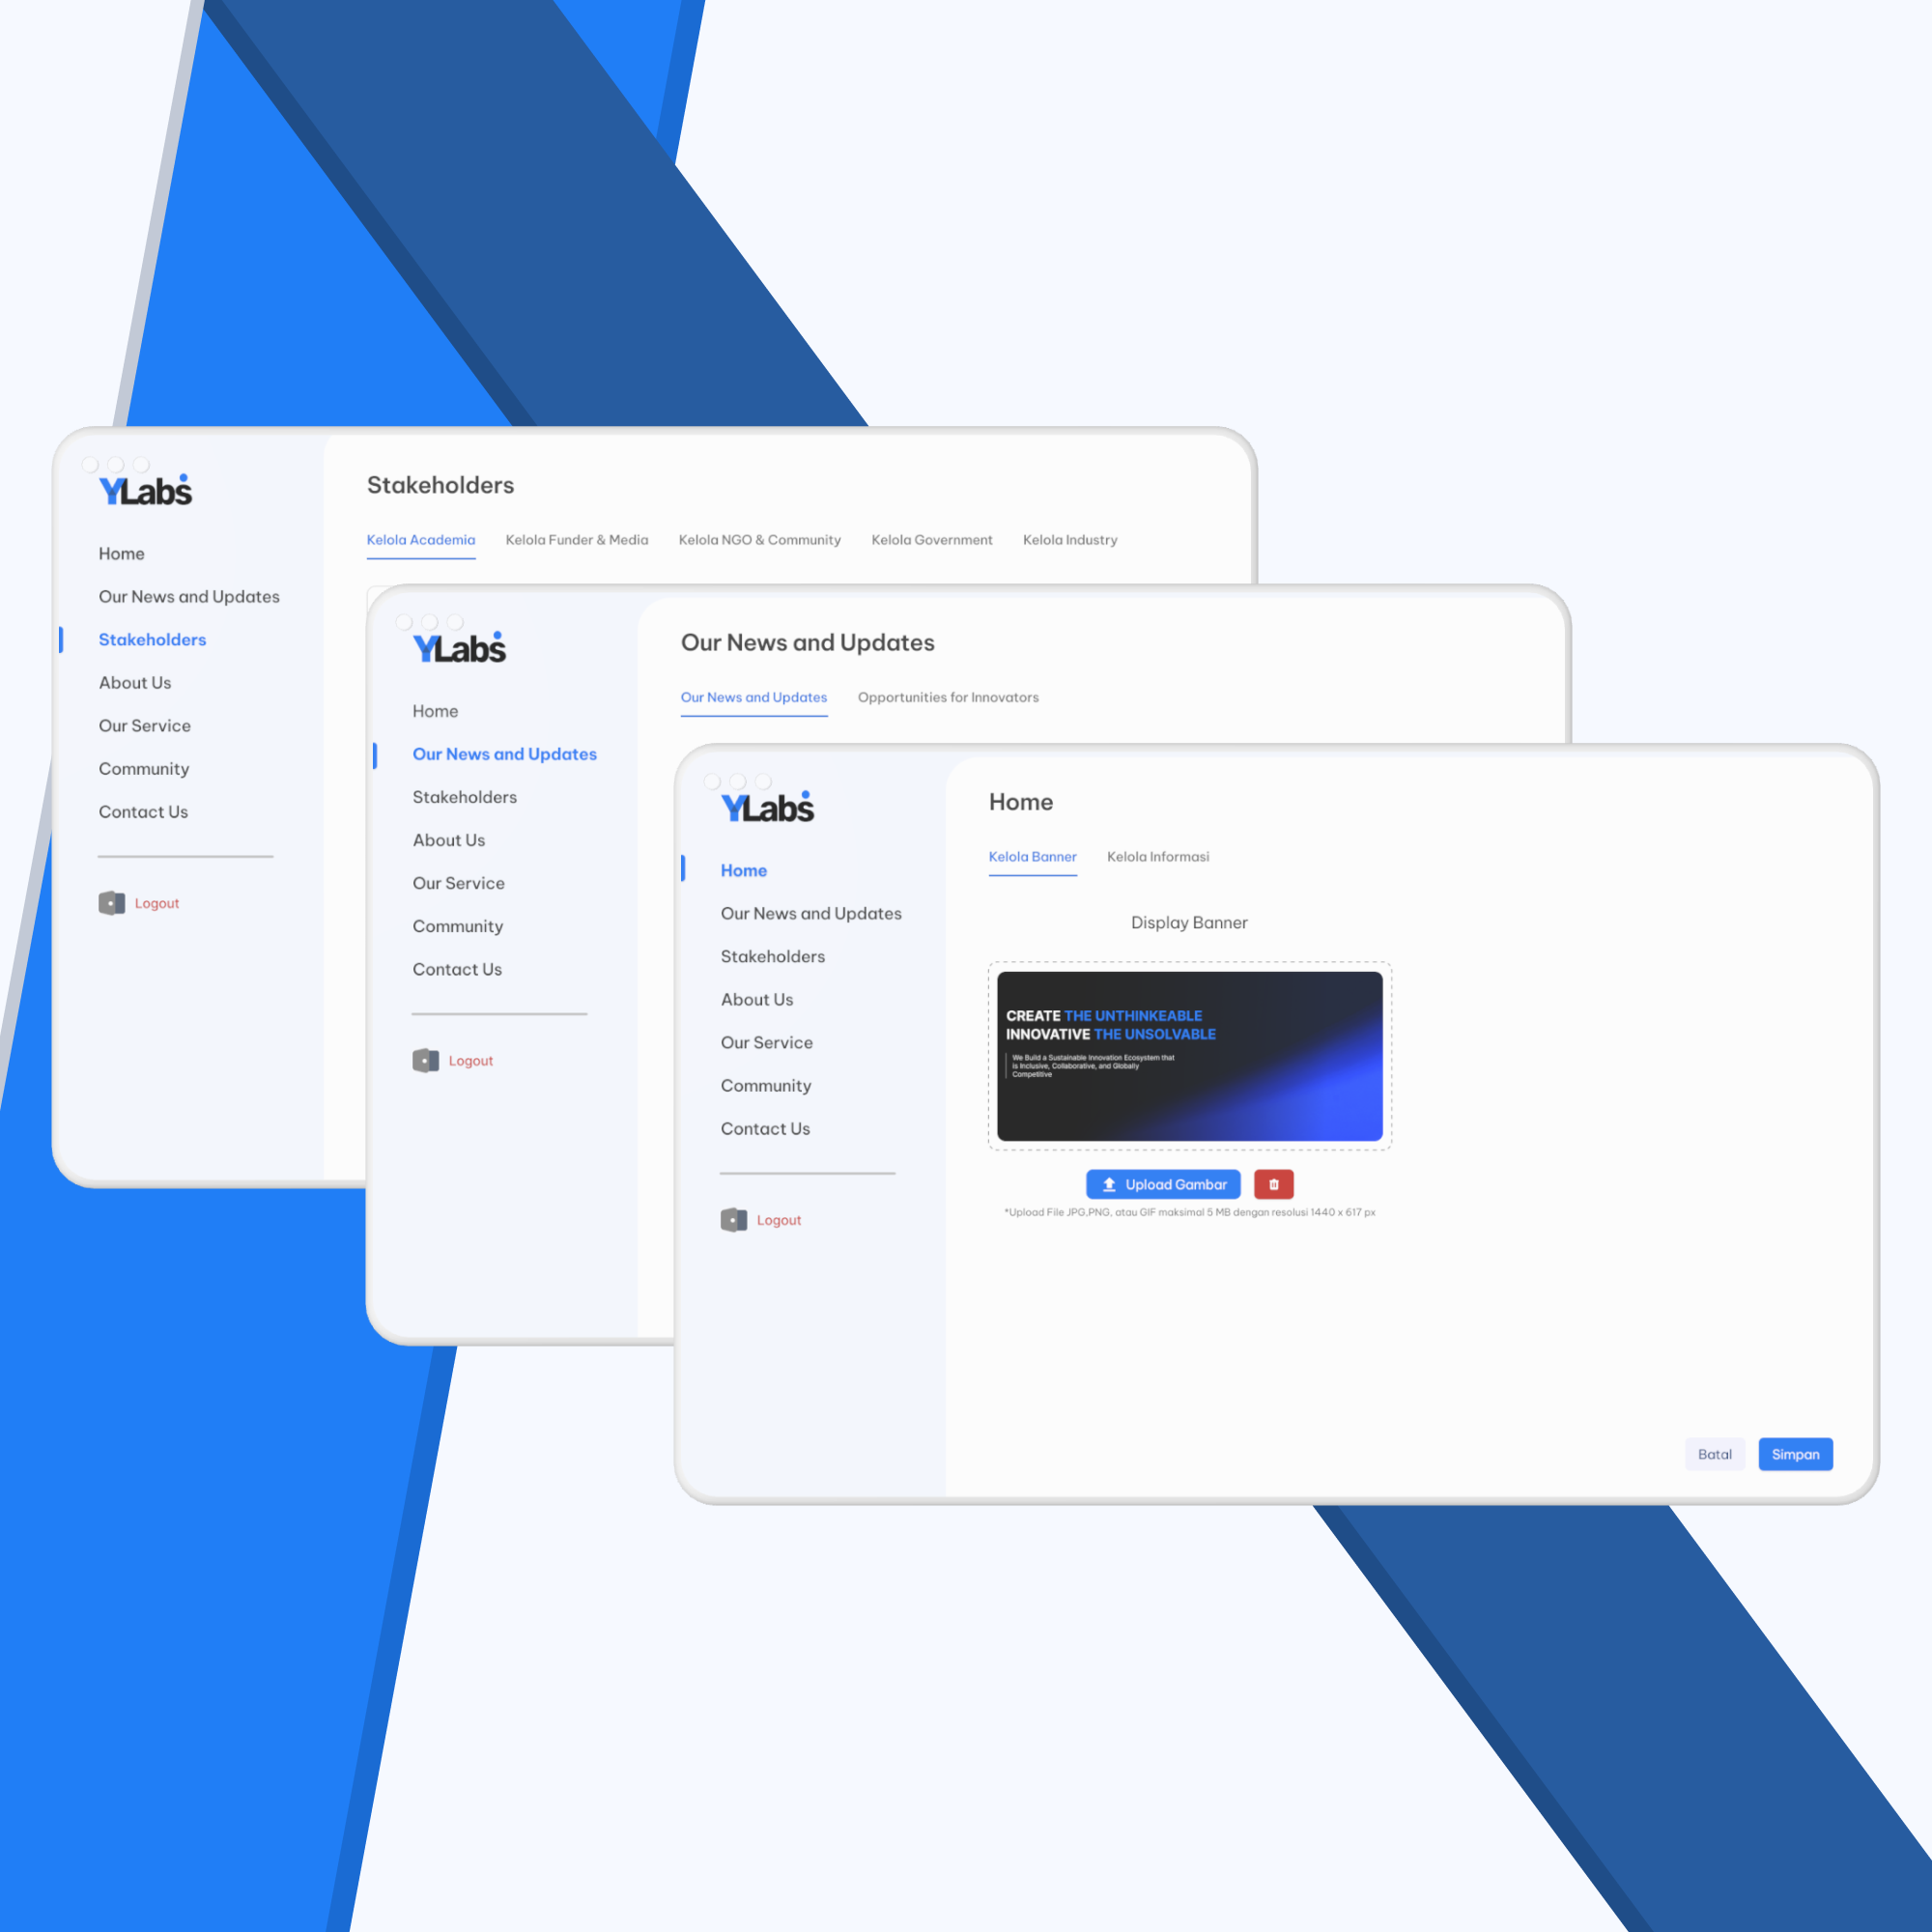 YLabs
Home
Our News and Updates
Stakeholders
About Us
Our Service
Community
Contact Us
Logout
Stakeholders
Kelola Academia Kelola Funder & Media Kelola NGO & Community Kelola Government Kelola Industry
YLabs
Home
Our News and Updates
Stakeholders
About Us
Our Service
Community
Contact Us
Logout
Our News and Updates
Our News and Updates Opportunities for Innovators
YLabs
Home
Our News and Updates
Stakeholders
About Us
Our Service
Community
Contact Us
Logout
Home
Kelola Banner Kelola Informasi
Display Banner
CREATE THE UNTHINKEABLE
INNOVATIVE THE UNSOLVABLE
We Build a Sustainable Innovation Ecosystem that
is Inclusive, Collaborative, and Globally
Competitive
Upload Gambar
*Upload File JPG,PNG, atau GIF maksimal 5 MB dengan resolusi 1440 x 617 px
Batal Simpan